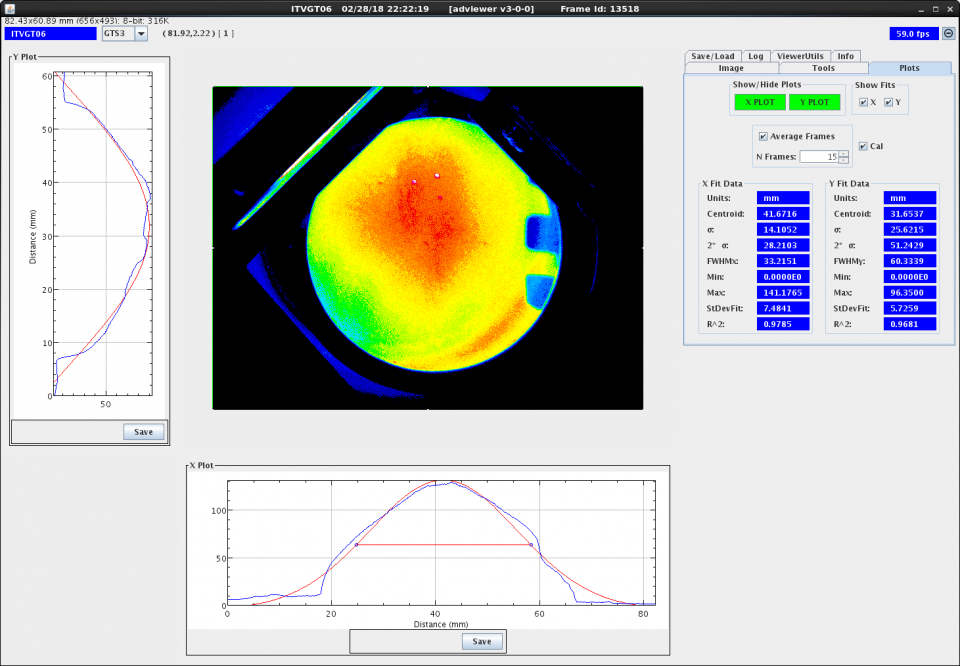 ITVGT06 02/28/18 22:22:19 [adviewer v3-0-0] Frame Id: 13518
82.43x60.89 mm (656x493): 8-bit: 316K
ITVGT06 GTS3 ( 81.92,2.22 ) [ 1 ] 59.0 fps
Y Plot
60
50
40
30
20
10
0
50
Distance (mm)
Save
Save/Load Log ViewerUtils Info
Image Tools Plots
Show/Hide Plots Show Fits
X PLOT Y PLOT X Y
Average Frames
N Frames: 15
Cal
X Fit Data
Units: mm
Centroid: 41.6716
σ: 14.1052
2* σ: 28.2103
FWHMx: 33.2151
Min: 0.0000E0
Max: 141.1765
StDevFit: 7.4841
R^2: 0.9785
Y Fit Data
Units: mm
Centroid: 31.6537
σ: 25.6215
2* σ: 51.2429
FWHMy: 60.3339
Min: 0.0000E0
Max: 96.3500
StDevFit: 5.7259
R^2: 0.9681
X Plot
100
50
0
0 20 40 60 80
Distance (mm)
Save